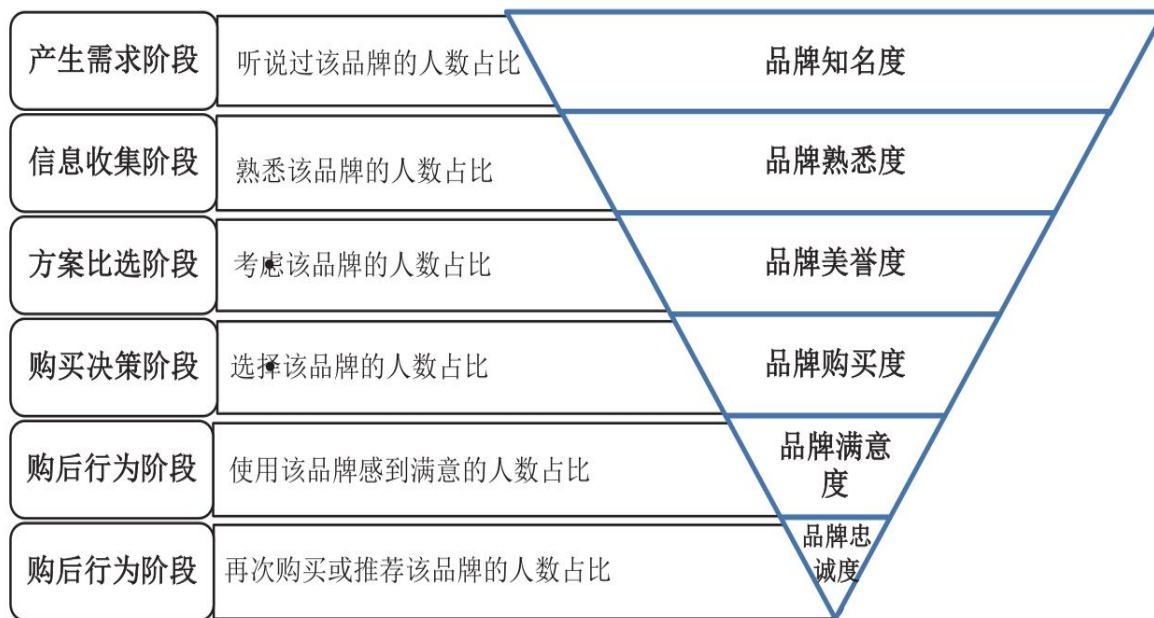 产生需求阶段
听说过该品牌的人数占比
品牌知名度
信息收集阶段
熟悉该品牌的人数占比
品牌熟悉度
方案比选阶段
考虑该品牌的人数占比
品牌美誉度
购买决策阶段
选择该品牌的人数占比
品牌购买度
购后行为阶段
使用该品牌感到满意的人数占比
品牌满意
度
购后行为阶段
再次购买或推荐该品牌的人数占比
品牌忠
诚度